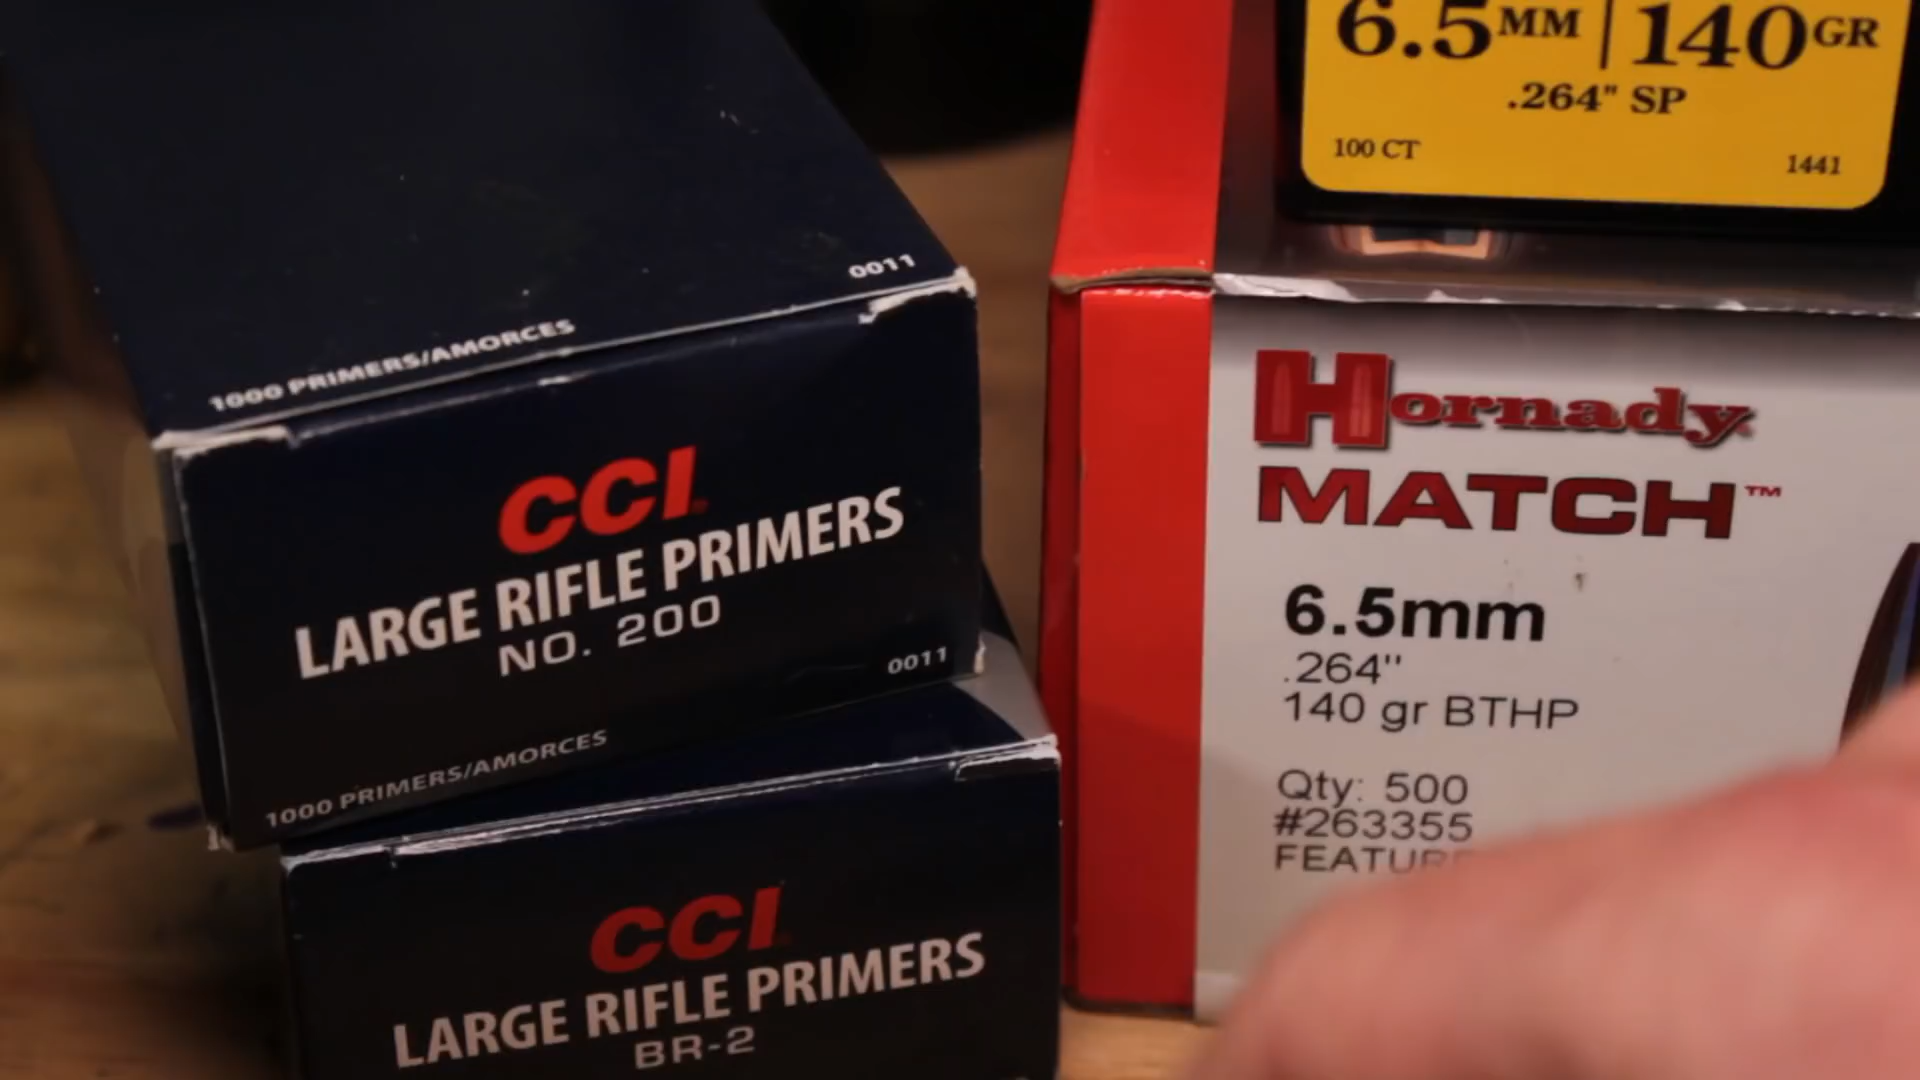 0011
1000 PRIMERS/AMORCES
CCI
LARGE RIFLE PRIMERS
NO. 200
0011
1000 PRIMERS/AMORCES
CCI
LARGE RIFLE PRIMERS
BR-2
6.5MM | 140GR
.264" SP
100 CT 1441
Hornady
MATCH™
6.5mm
.264"
140 gr BTHP
Qty: 500
#263355